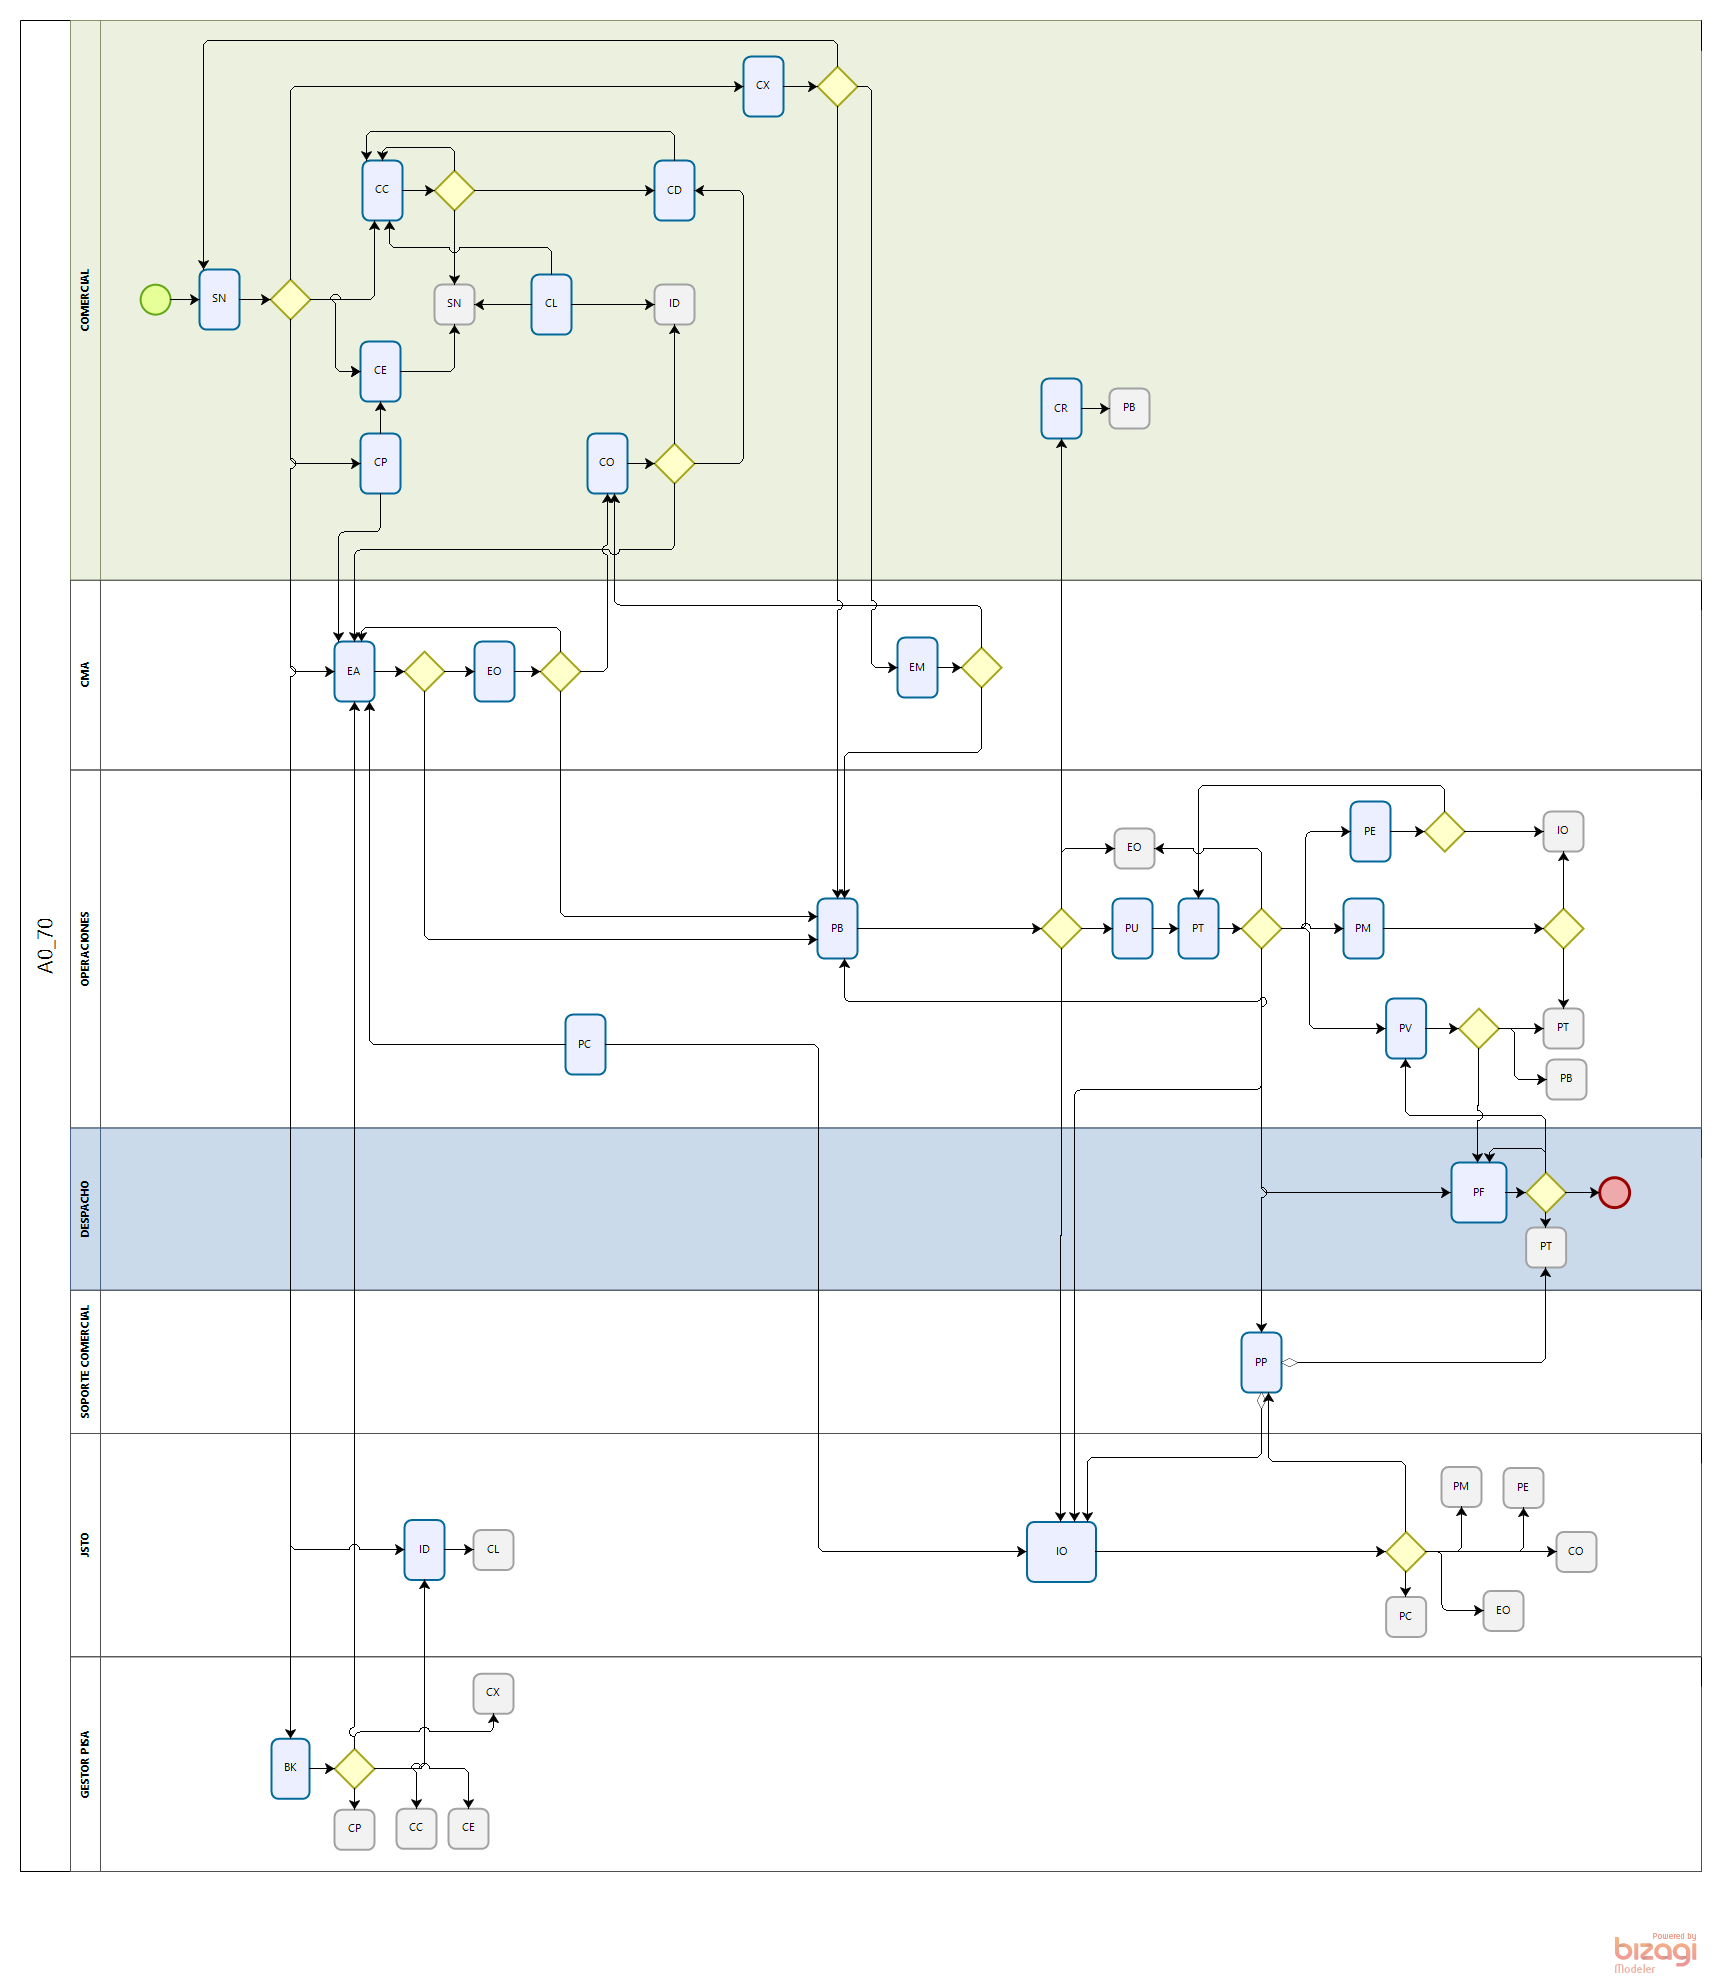 A0_70
COMERCIAL
CX
CC
CD
SN
SN
CL
ID
CE
CR
PB
CP
CO
CMA
EA
EO
EM
OPERACIONES
PE
IO
EO
PB
PU
PT
PM
PC
PV
PT
PB
DESPACHO
PF
PT
SOPORTE COMERCIAL
PP
JSTO
PM
PE
ID
CL
IO
CO
PC
EO
GESTOR PISA
CX
BK
CP
CC
CE
Powered by
bizagi
Modeler